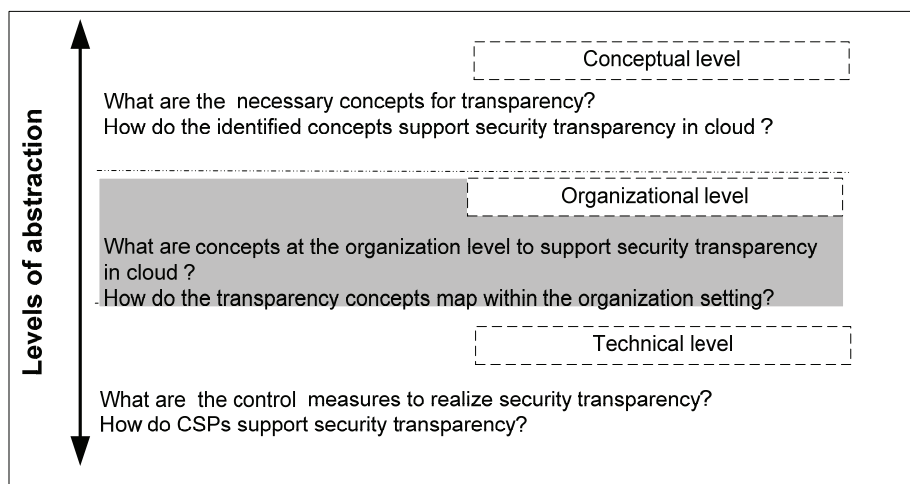 Levels of abstraction
Conceptual level
What are the necessary concepts for transparency?
How do the identified concepts support security transparency in cloud ?
Organizational level
What are concepts at the organization level to support security transparency
in cloud ?
How do the transparency concepts map within the organization setting?
Technical level
What are the control measures to realize security transparency?
How do CSPs support security transparency?